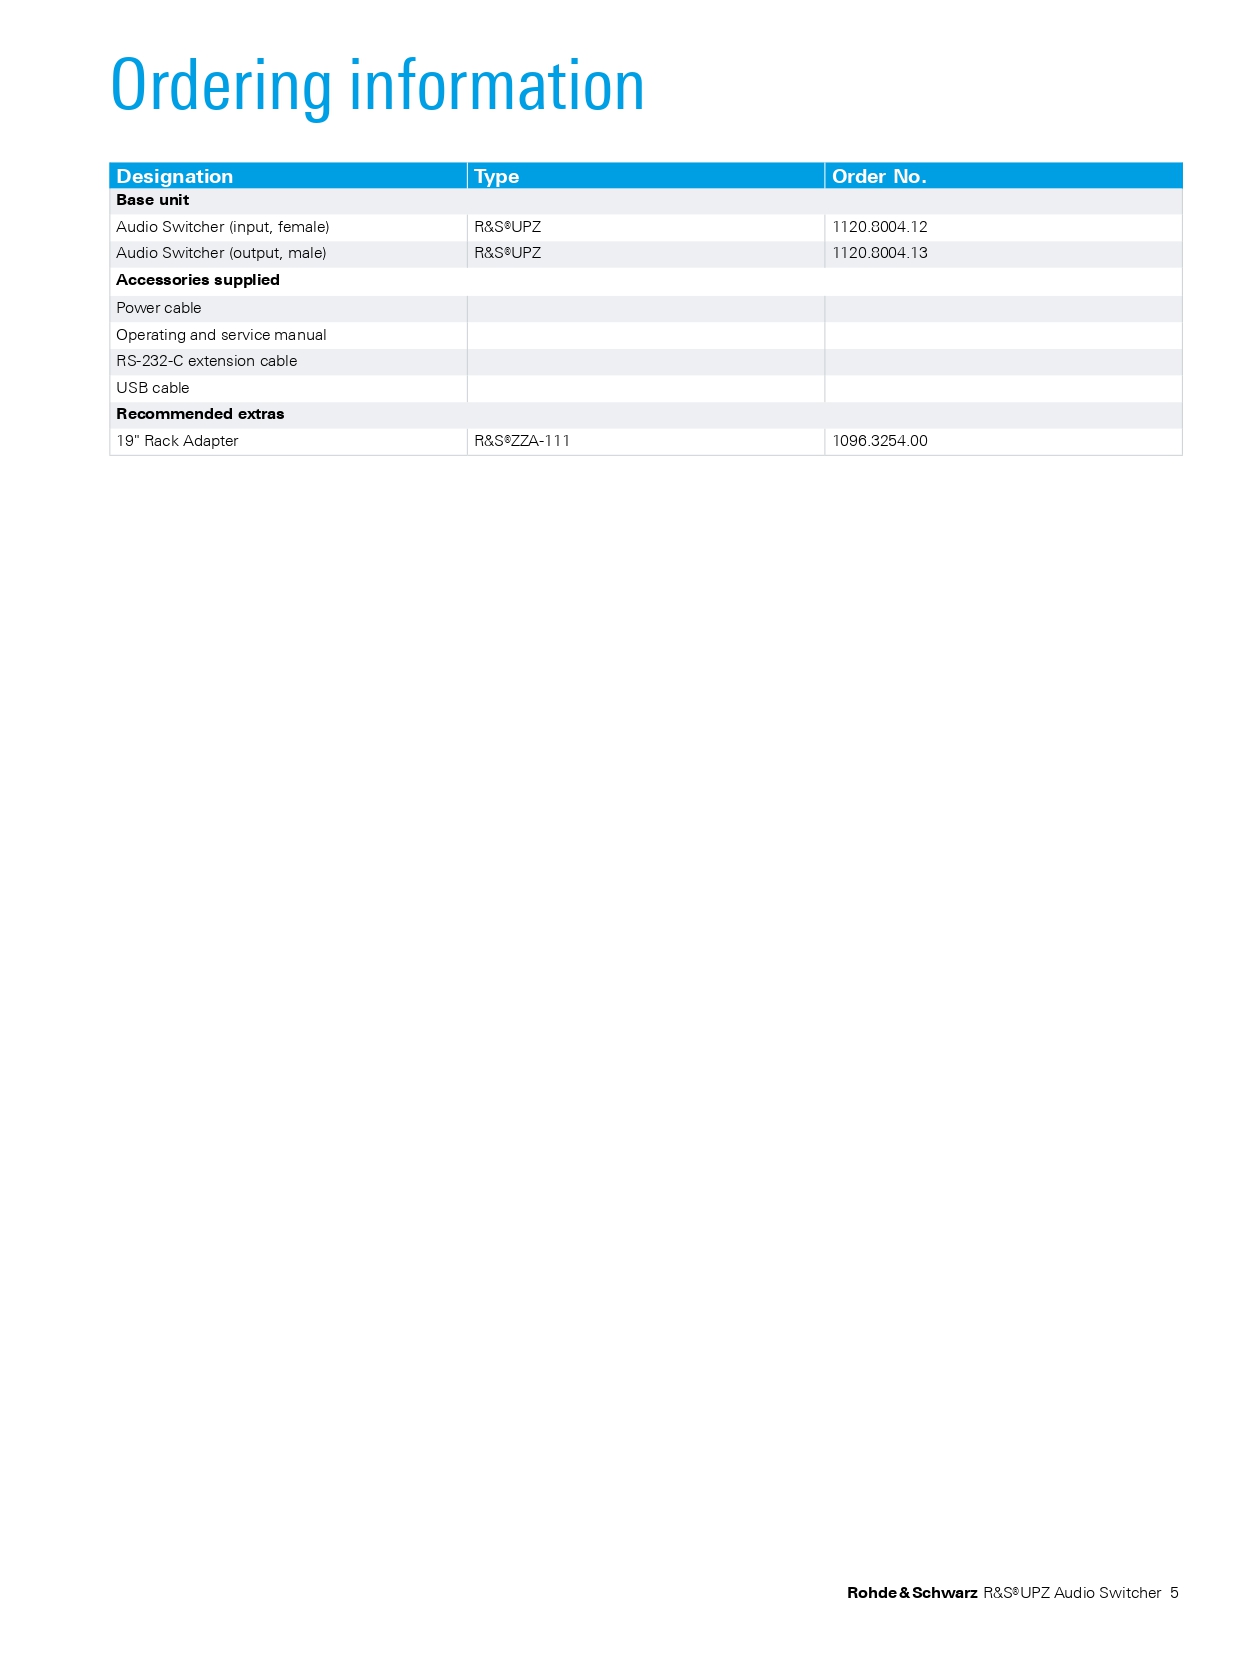 Ordering information
Designation Type Order No.
Base unit
Audio Switcher (input, female) R&S®UPZ 1120.8004.12
Audio Switcher (output, male) R&S®UPZ 1120.8004.13
Accessories supplied
Power cable
Operating and service manual
RS-232-C extension cable
USB cable
Recommended extras
19" Rack Adapter R&S®ZZA-111 1096.3254.00
Rohde & Schwarz R&S®UPZ Audio Switcher 5